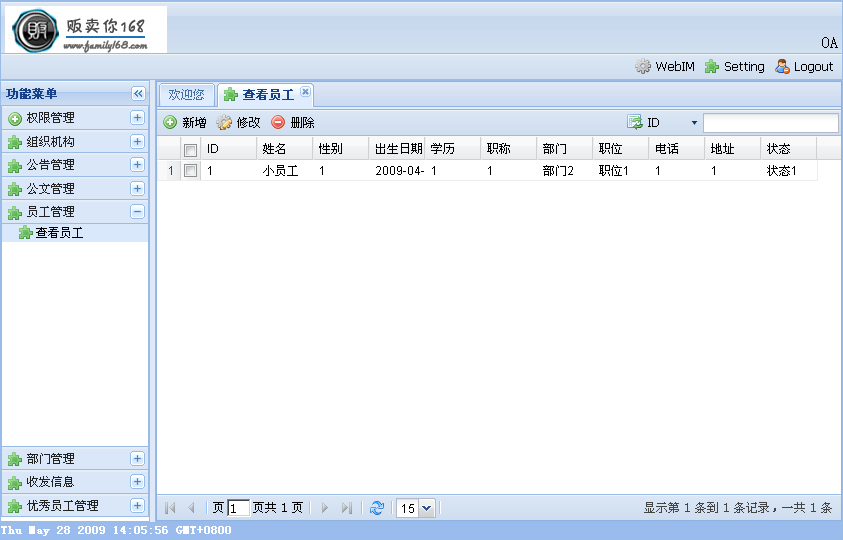 贩卖你168
www.family168.com
OA
WebIM Setting Logout
功能菜单
权限管理
组织机构
公告管理
公文管理
员工管理
查看员工
部门管理
收发信息
优秀员工管理
欢迎您 查看员工
新增 修改 删除 ID
ID 姓名 性别 出生日期 学历 职称 部门 职位 电话 地址 状态
1 1 小员工 1 2009-04- 1 1 部门2 职位1 1 1 状态1
页 1 页共 1 页 15 显示第 1 条到 1 条记录，一共 1 条
Thu May 28 2009 14:05:56 GMT+0800